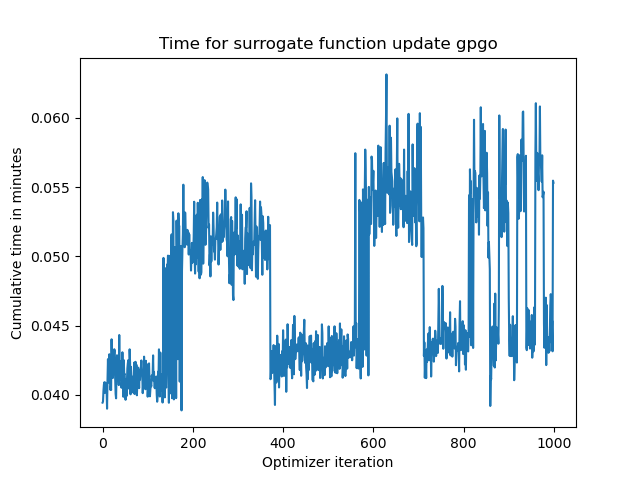 Time for surrogate function update gpgo
Cumulative time in minutes
0.060
0.055
0.050
0.045
0.040
0 200 400 600 800 1000
Optimizer iteration